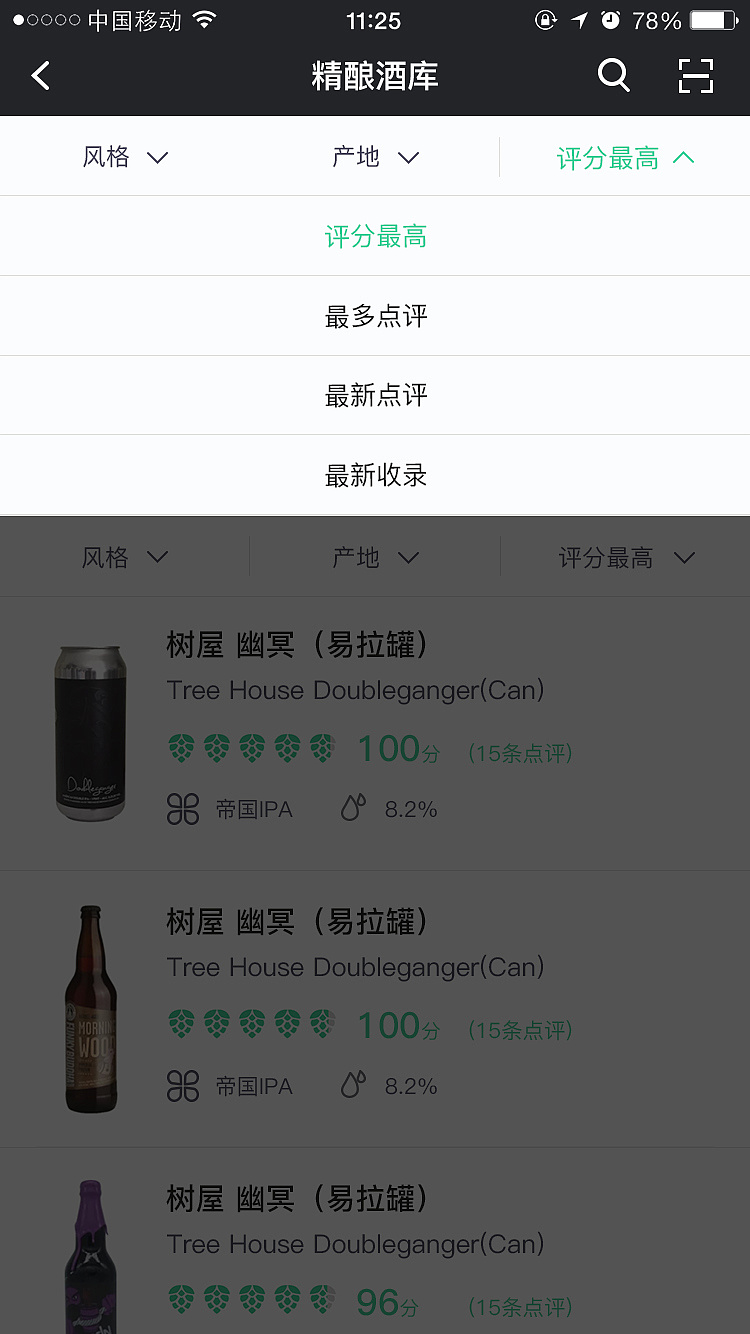 中国移动 11:25 78%
精酿酒库
风格 产地 评分最高
评分最高
最多点评
最新点评
最新收录
风格 产地 评分最高
树屋 幽冥（易拉罐）
Tree House Doubleganger(Can)
100分 (15条点评)
帝国IPA 8.2%
Doubleganger
树屋 幽冥（易拉罐）
Tree House Doubleganger(Can)
100分 (15条点评)
帝国IPA 8.2%
MORNING
WOOD
树屋 幽冥（易拉罐）
Tree House Doubleganger(Can)
96分 (15条点评)